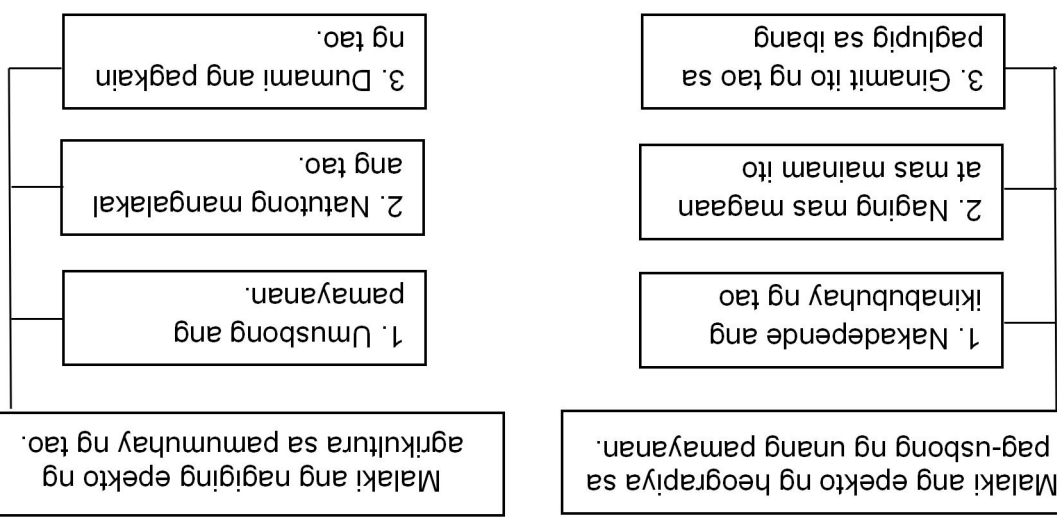 Malaki ang epekto ng heograpiya sa
pag-usbong ng unang pamayanan.
1. Nakadepende ang
ikinabubuhay ng tao
2. Naging mas magaan
at mas mainam ito
3. Ginamit ito ng tao sa
paglupig sa ibang
Malaki ang nagiging epekto ng
agrikultura sa pamumuhay ng tao.
1. Umusbong ang
pamayanan.
2. Natutong mangalakal
ang tao.
3. Dumami ang pagkain
ng tao.